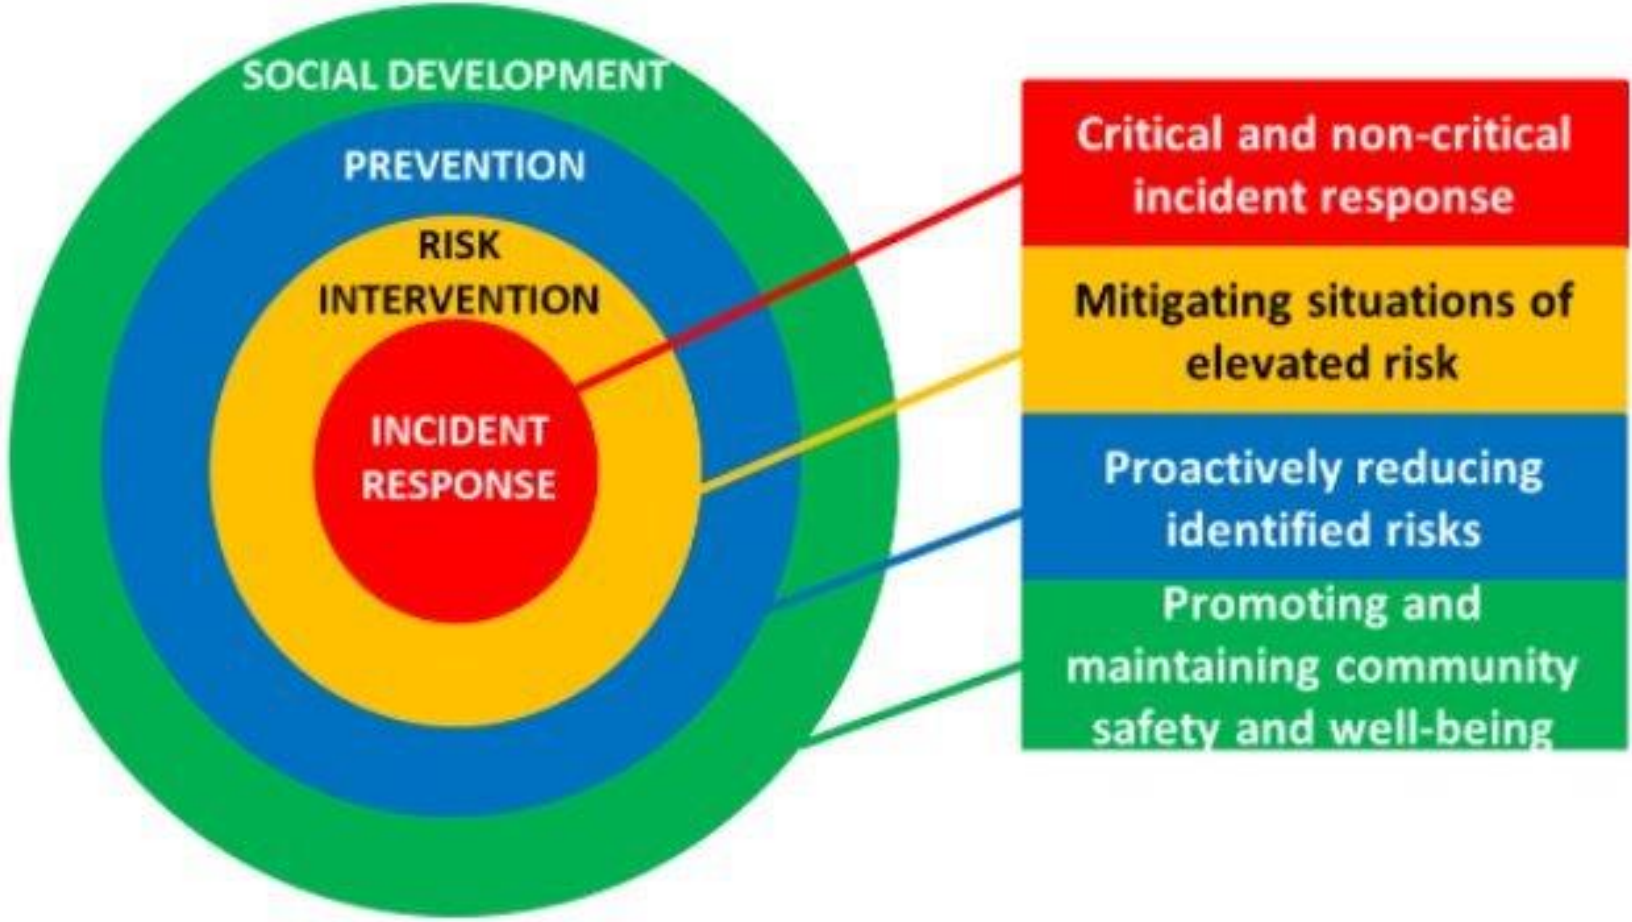 SOCIAL DEVELOPMENT
PREVENTION
RISK
INTERVENTION
INCIDENT
RESPONSE
Critical and non-critical
incident response
Mitigating situations of
elevated risk
Proactively reducing
identified risks
Promoting and
maintaining community
safety and well-being